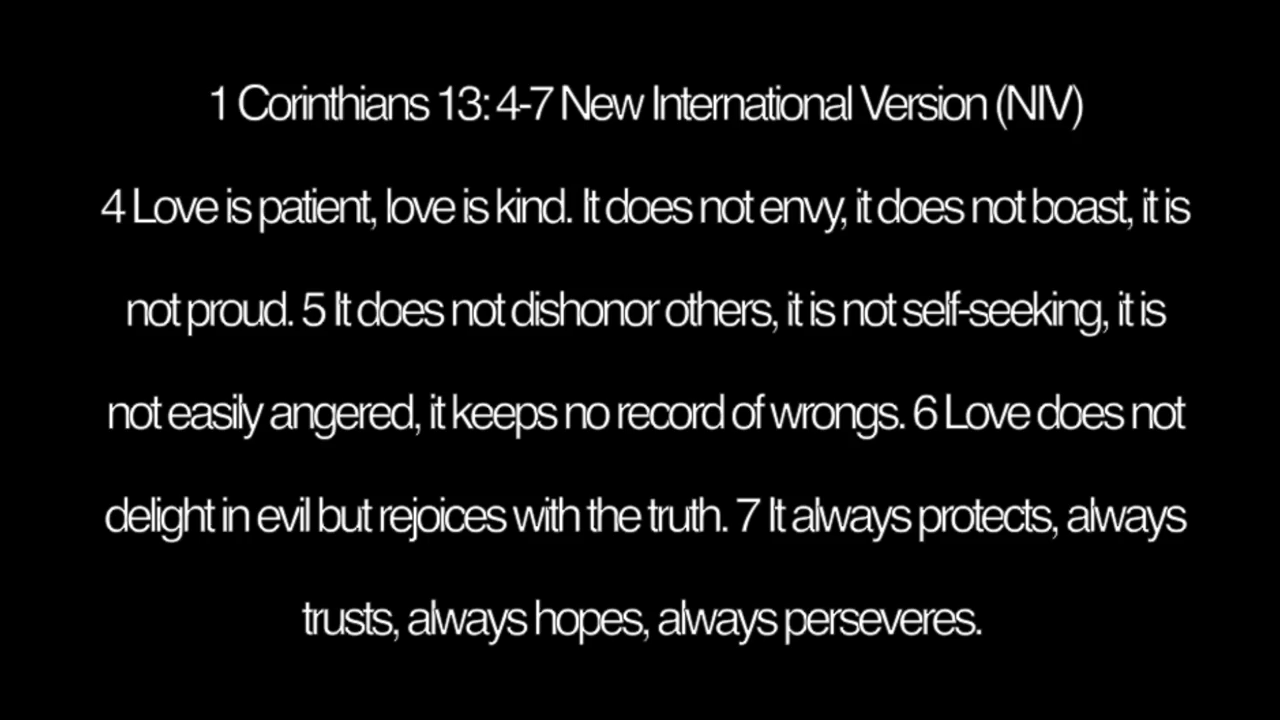 1 Corinthians 13: 4-7 New International Version (NIV)
4 Love is patient, love is kind. It does not envy, it does not boast, it is
not proud. 5 It does not dishonor others, it is not self-seeking, it is
not easily angered, it keeps no record of wrongs. 6 Love does not
delight in evil but rejoices with the truth. 7 It always protects, always
trusts, always hopes, always perseveres.